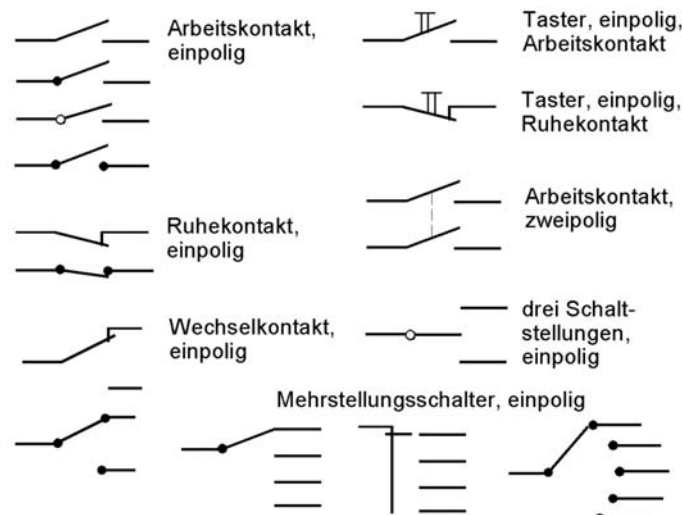 Arbeitskontakt,
einpolig
Taster, einpolig,
Arbeitskontakt
Taster, einpolig,
Ruhekontakt
Arbeitskontakt,
zweipolig
Ruhekontakt,
einpolig
Wechselkontakt,
einpolig
drei Schalt-
stellungen,
einpolig
Mehrstellungsschalter, einpolig